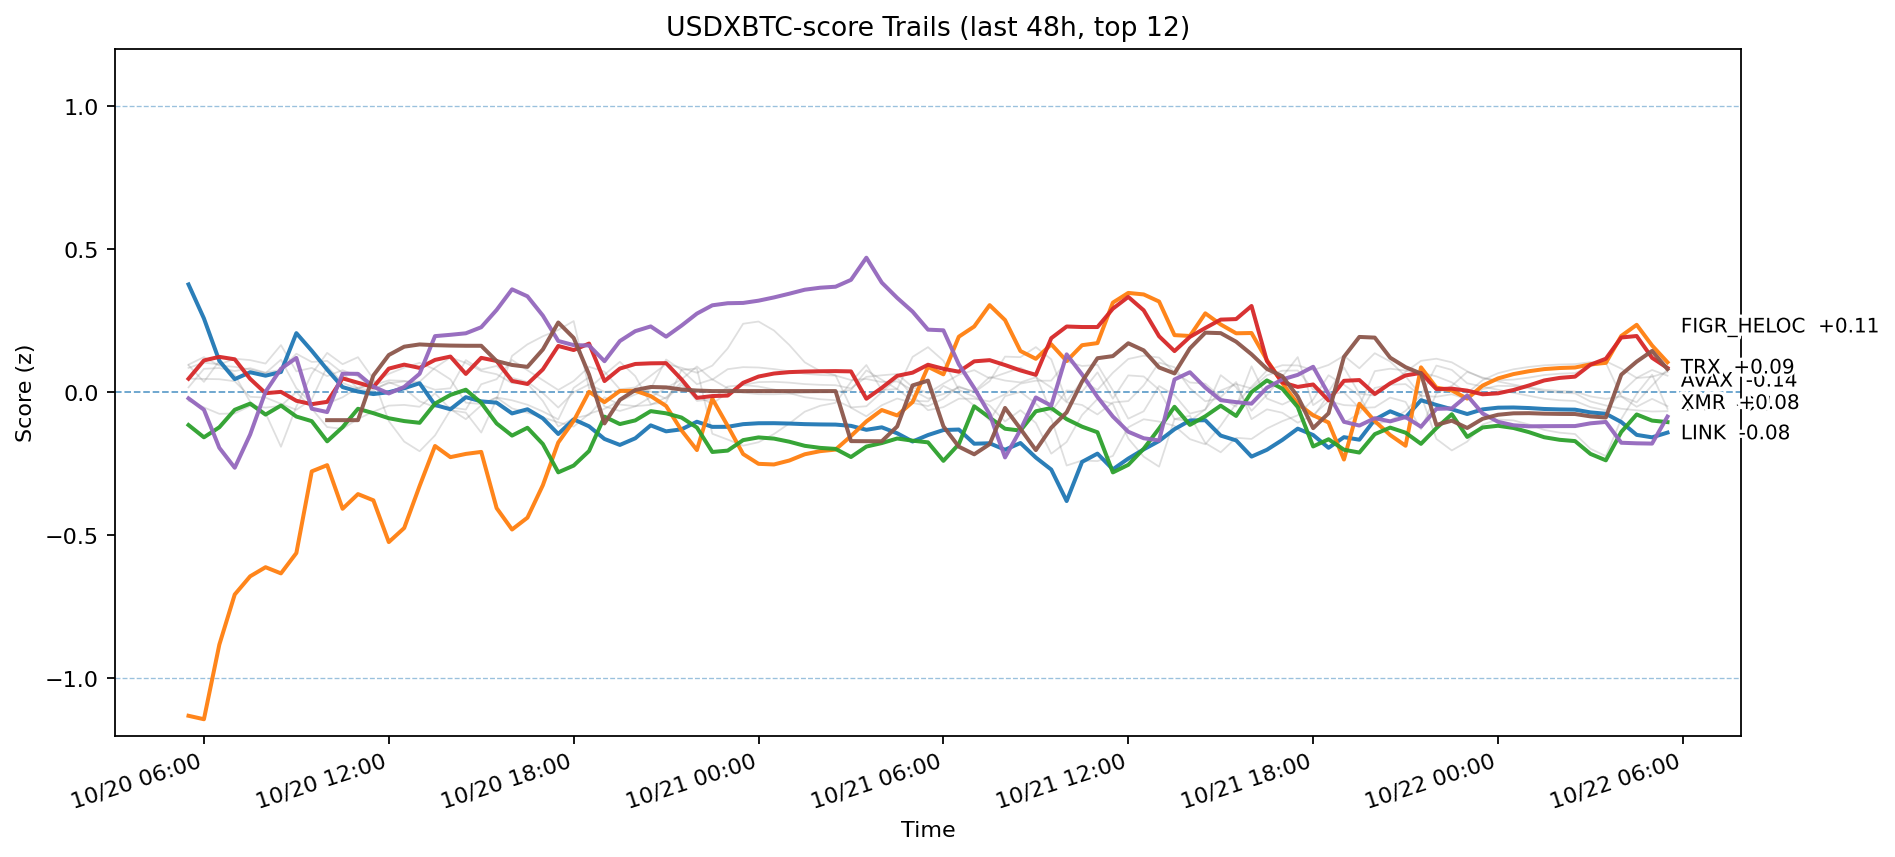 USDXBTC-score Trails (last 48h, top 12)
Score (z)
1.0
0.5
0.0
−0.5
−1.0
FIGR_HELOC +0.11
TRX +0.09
AVAX -0.14
XMR +0.08
LINK -0.08
10/20 06:00
10/20 12:00
10/20 18:00
10/21 00:00
10/21 06:00
10/21 12:00
10/21 18:00
10/22 00:00
10/22 06:00
Time